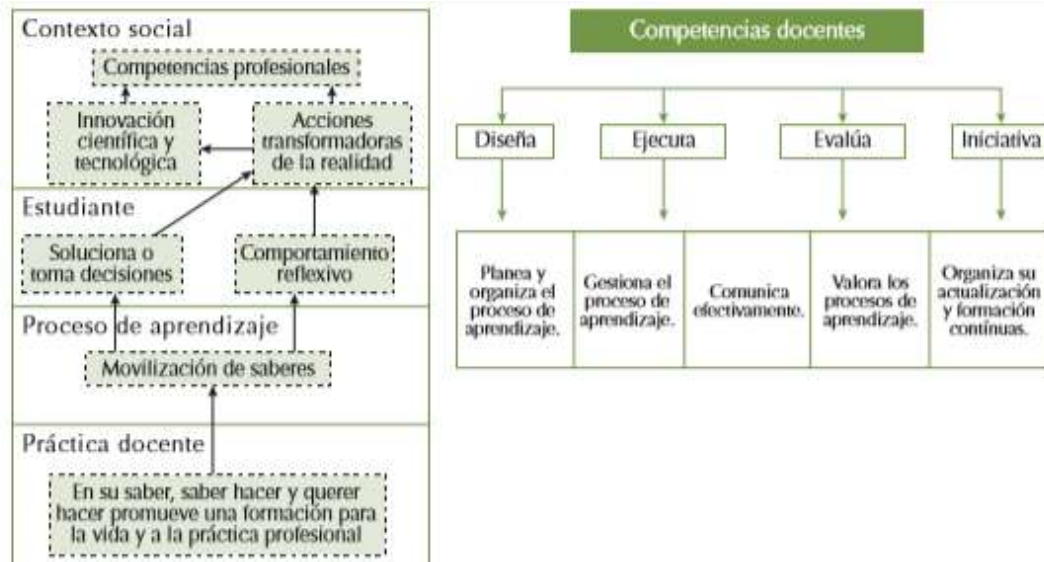 Contexto social
Competencias profesionales
Innovación
científica y
tecnológica
Acciones
transformadoras
de la realidad
Estudiante
Soluciona o
toma decisiones
Comportamiento
reflexivo
Proceso de aprendizaje
Movilización de saberes
Práctica docente
En su saber, saber hacer y querer
hacer promueve una formación para
la vida y a la práctica profesional
Competencias docentes
Diseña
Ejecuta
Evalúa
Iniciativa
Planea y
organiza el
proceso de
aprendizaje.
Gestiona el
proceso de
aprendizaje.
Comunica
efectivamente.
Valora los
procesos de
aprendizaje.
Organiza su
actualización
y formación
contínuas.